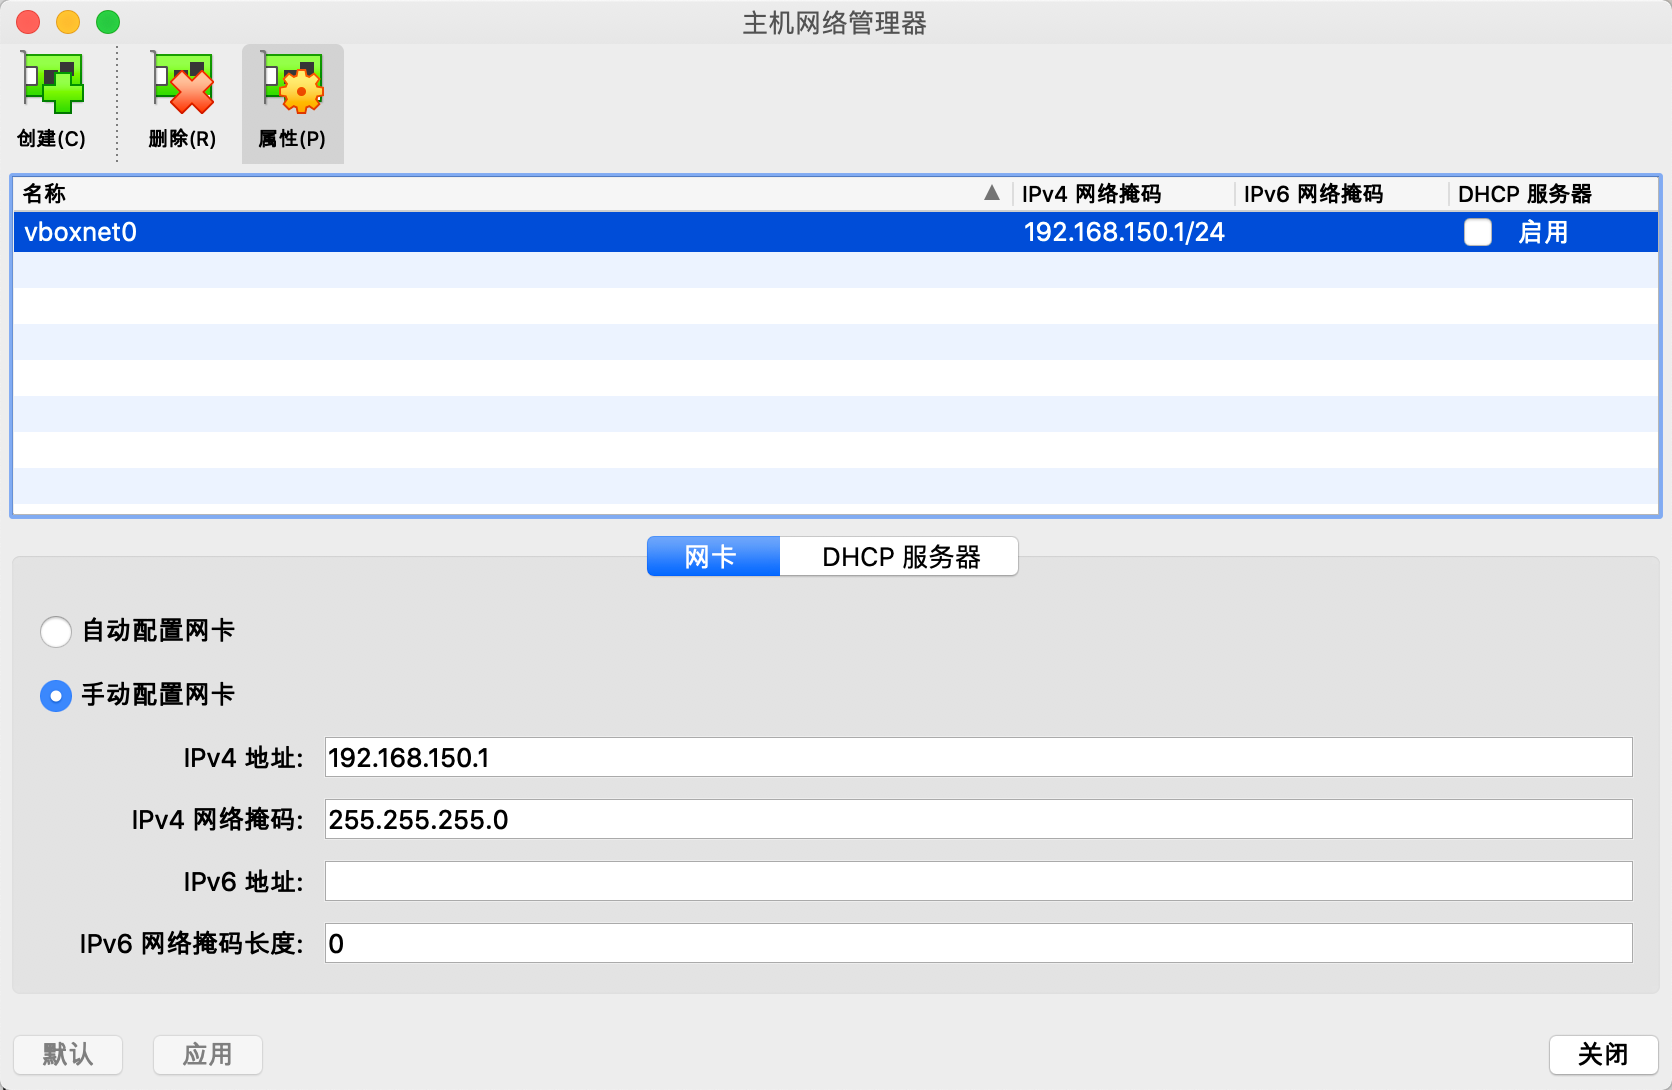 主机网络管理器
创建(C) 删除(R) 属性(P)
名称 IPv4 网络掩码 IPv6 网络掩码 DHCP 服务器
vboxnet0 192.168.150.1/24 启用
网卡 DHCP 服务器
自动配置网卡
手动配置网卡
IPv4 地址: 192.168.150.1
IPv4 网络掩码: 255.255.255.0
IPv6 地址:
IPv6 网络掩码长度: 0
默认 应用 关闭